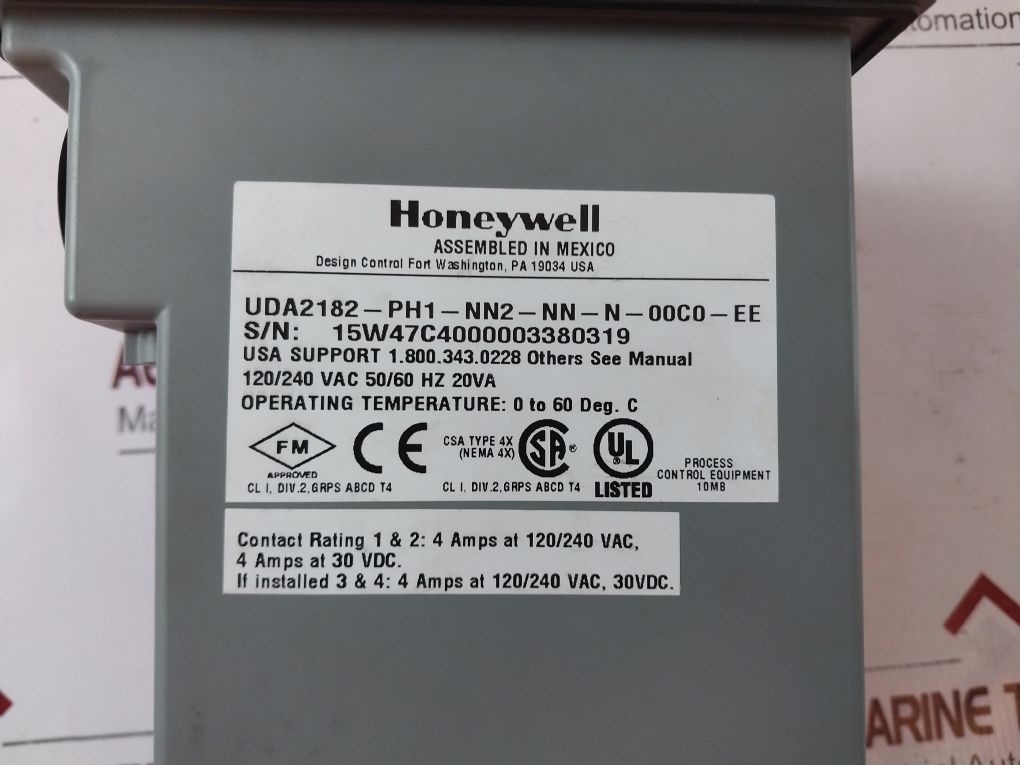 Honeywell
ASSEMBLED IN MEXICO
Design Control Fort Washington, PA 19034 USA
UDA2182-PH1-NN2-NN-N-00C0-EE
S/N: 15W47C4000003380319
USA SUPPORT 1.800.343.0228 Others See Manual
120/240 VAC 50/60 HZ 20VA
OPERATING TEMPERATURE: 0 to 60 Deg. C
FM
APPROVED
CL I, DIV.2,GRPS ABCD T4
CE
CSA TYPE 4X
(NEMA 4X)
SA ®
CL I, DIV.2,GRPS ABCD T4
UL ®
LISTED
PROCESS
CONTROL EQUIPMENT
10MB
Contact Rating 1 & 2: 4 Amps at 120/240 VAC,
4 Amps at 30 VDC.
If installed 3 & 4: 4 Amps at 120/240 VAC, 30VDC.
ARINE T